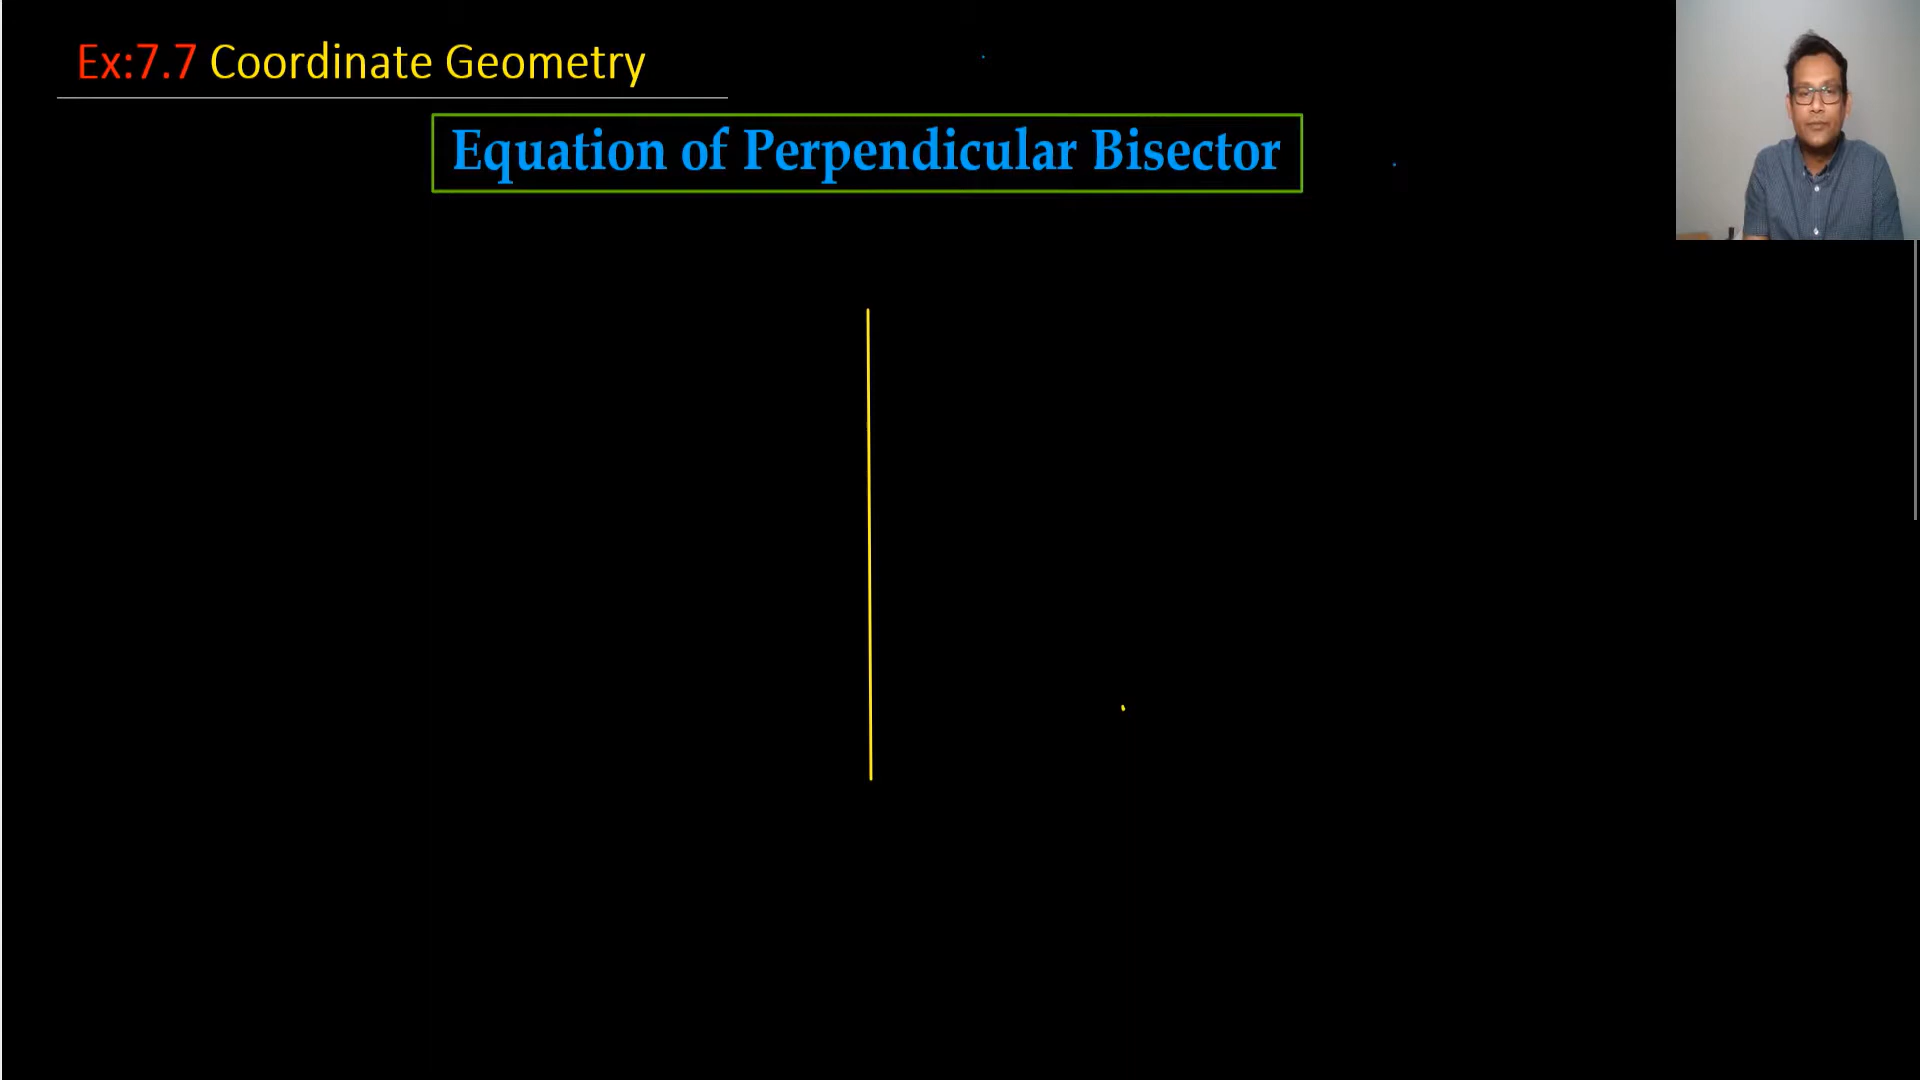 Ex:7.7 Coordinate Geometry
Equation of Perpendicular Bisector